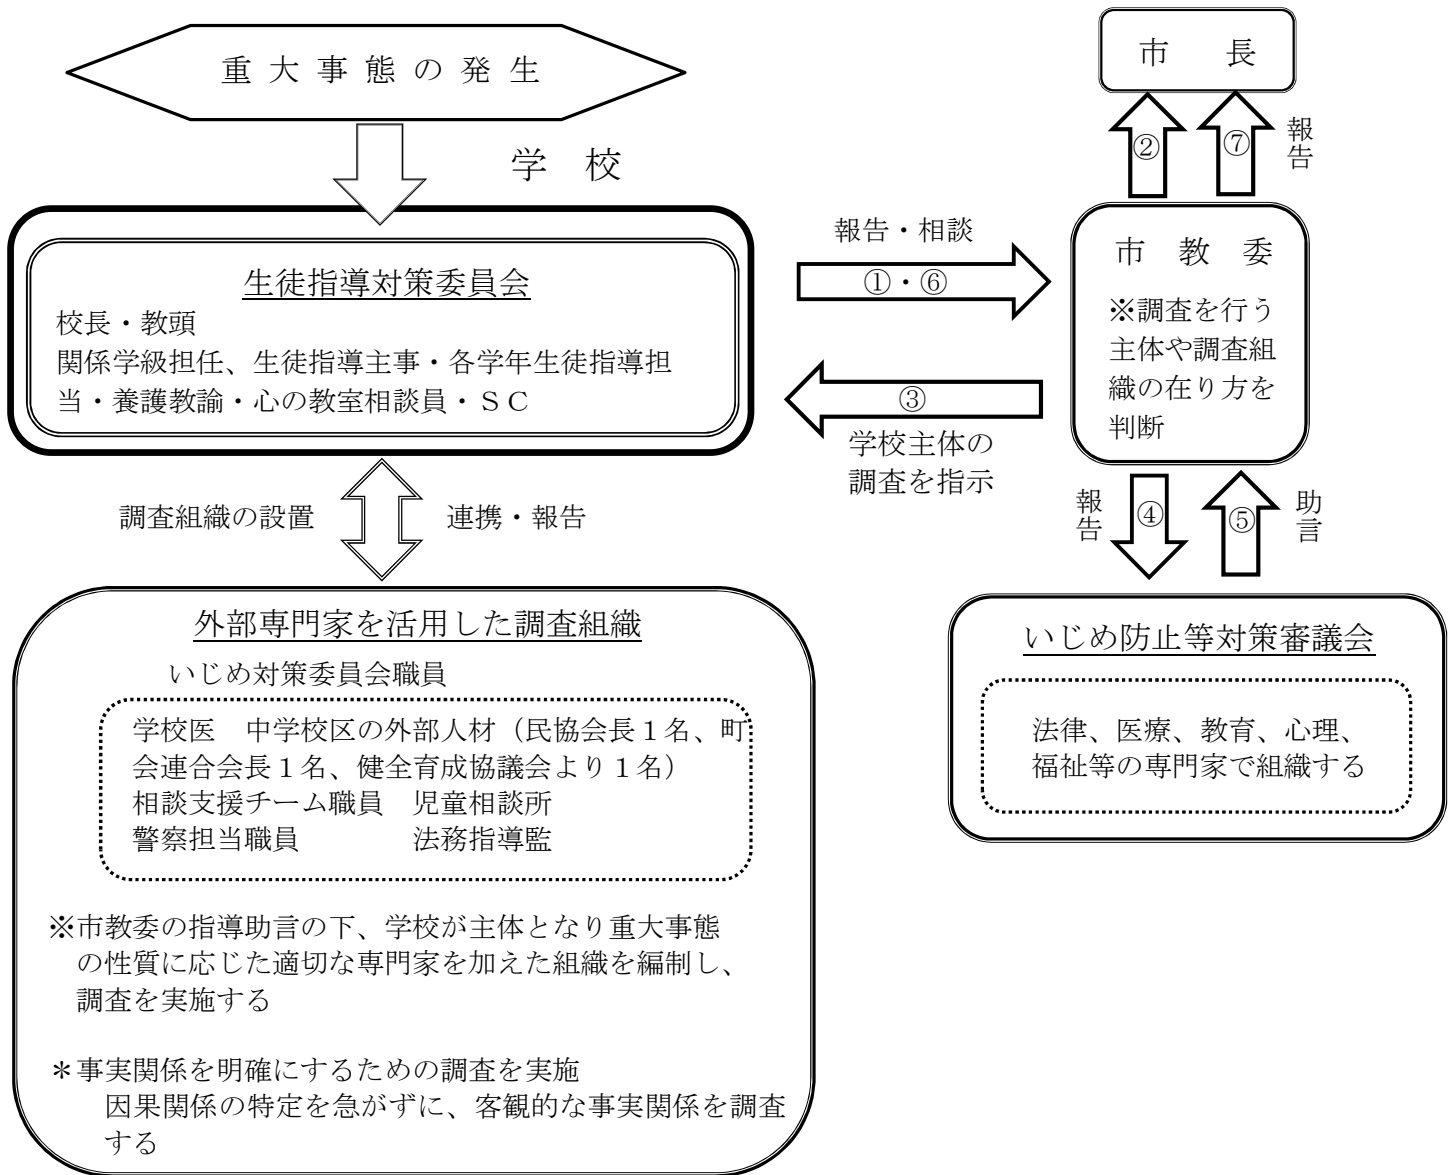 重大事態の発生
学　校
生徒指導対策委員会
校長・教頭
関係学級担任、生徒指導主事・各学年生徒指導担
当・養護教諭・心の教室相談員・ＳＣ
調査組織の設置
連携・報告
外部専門家を活用した調査組織
いじめ対策委員会職員
学校医　中学校区の外部人材（民協会長１名、町
会連合会長１名、健全育成協議会より１名）
相談支援チーム職員　児童相談所
警察担当職員　　　　法務指導監
※市教委の指導助言の下、学校が主体となり重大事態
の性質に応じた適切な専門家を加えた組織を編制し、
調査を実施する
＊事実関係を明確にするための調査を実施
因果関係の特定を急がずに、客観的な事実関係を調査
する
報告・相談
①・⑥
③
学校主体の
調査を指示
市　長
②
⑦
報告
市教委
※調査を行う
主体や調査組
織の在り方を
判断
報告
④
⑤
助言
いじめ防止等対策審議会
法律、医療、教育、心理、
福祉等の専門家で組織する